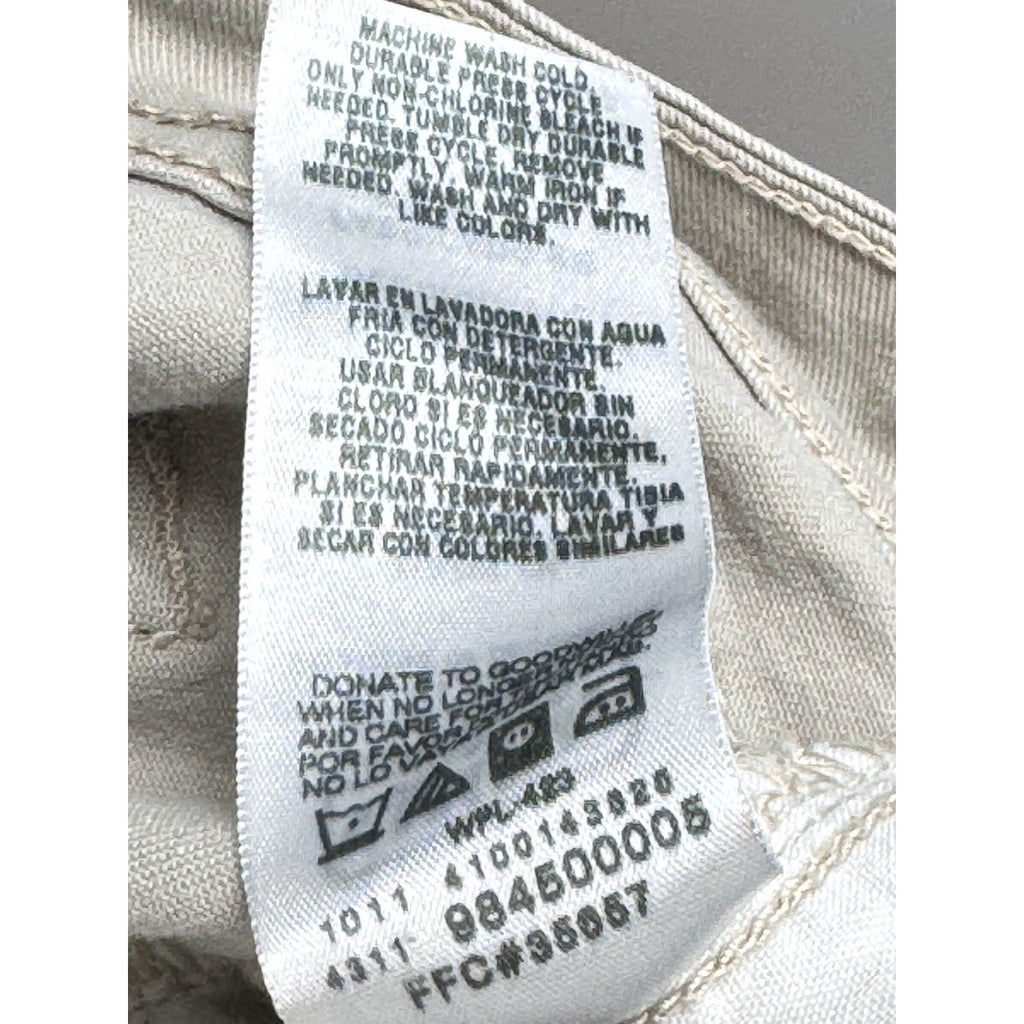 MACHINE WASH COLD,
DURABLE PRESS CYCLE
ONLY NON-CHLORINE BLEACH IF
NEEDED. TUMBLE DRY DURABLE
PRESS CYCLE. REMOVE
PROMPTLY. WARM IRON IF
NEEDED. WASH AND DRY WITH
LIKE COLORS.
LAVAR EN LAVADORA CON AGUA
FRIA CON DETERGENTE.
CICLO PERMANENTE.
USAR BLANQUEADOR SIN
CLORO SI ES NECESARIO.
SECADO CICLO PERMANENTE,
RETIRAR RAPIDAMENTE.
PLANCHAR TEMPERATURA TIBIA
SI ES NECESARIO. LAVAR Y
SECAR CON COLORES SIMILARES
DONATE TO GOODWILL
WHEN NO LONGER
AND CARE FOR
POR FAVOR
NO LO
WPL 423
1011
4311- 984500005